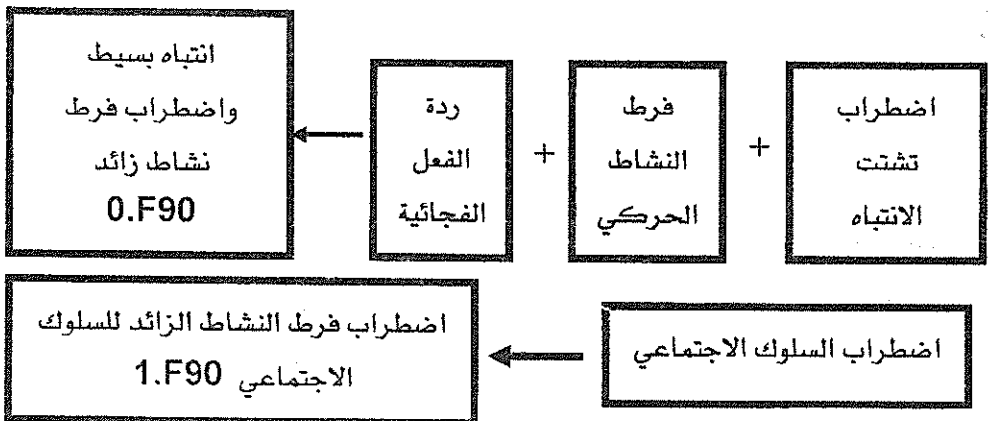 اضطراب
تشتت
الانتباه
+
فرط
النشاط
الحركي
+
ردة
الفعل
الفجائية
انتباه بسيط
واضطراب فرط
نشاط زائد
0.F90
اضطراب السلوك الاجتماعي
اضطراب فرط النشاط الزائد للسلوك
الاجتماعي 1.F90